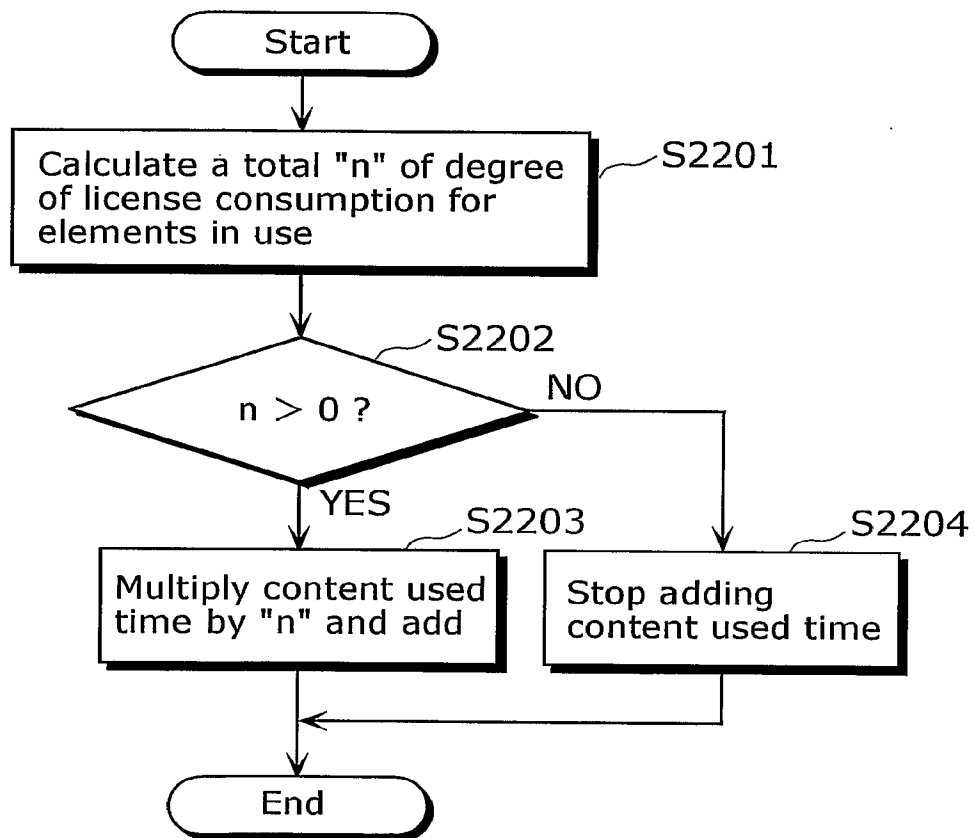 Start
Calculate a total "n" of degree
of license consumption for
elements in use
S2201
S2202
n > 0 ?
NO
YES
S2203
Multiply content used
time by "n" and add
S2204
Stop adding
content used time
End